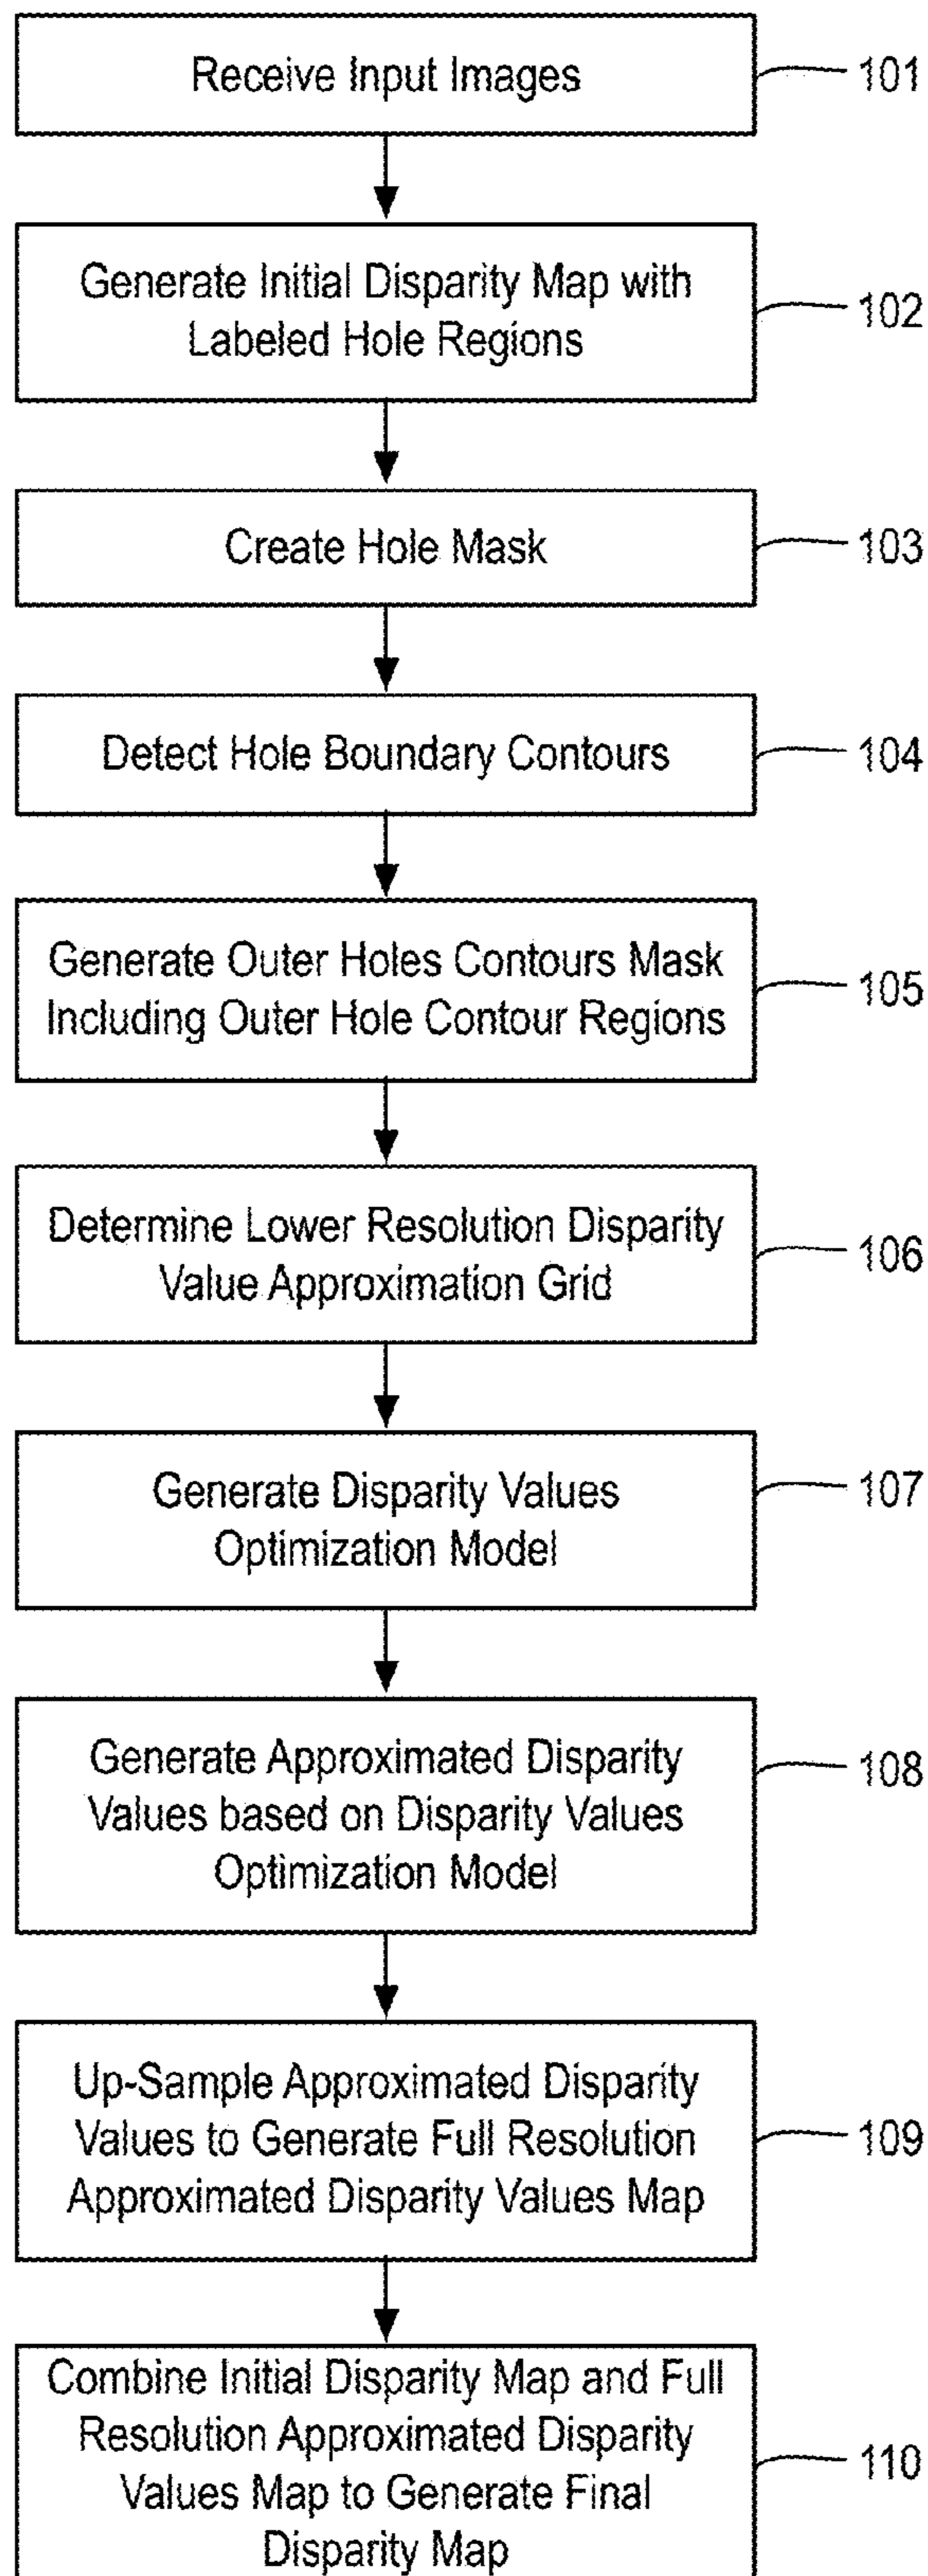 Receive Input Images
101
Generate Initial Disparity Map with
Labeled Hole Regions
102
Create Hole Mask
103
Detect Hole Boundary Contours
104
Generate Outer Holes Contours Mask
Including Outer Hole Contour Regions
105
Determine Lower Resolution Disparity
Value Approximation Grid
106
Generate Disparity Values
Optimization Model
107
Generate Approximated Disparity
Values based on Disparity Values
Optimization Model
108
Up-Sample Approximated Disparity
Values to Generate Full Resolution
Approximated Disparity Values Map
109
Combine Initial Disparity Map and Full
Resolution Approximated Disparity
Values Map to Generate Final
Disparity Map
110